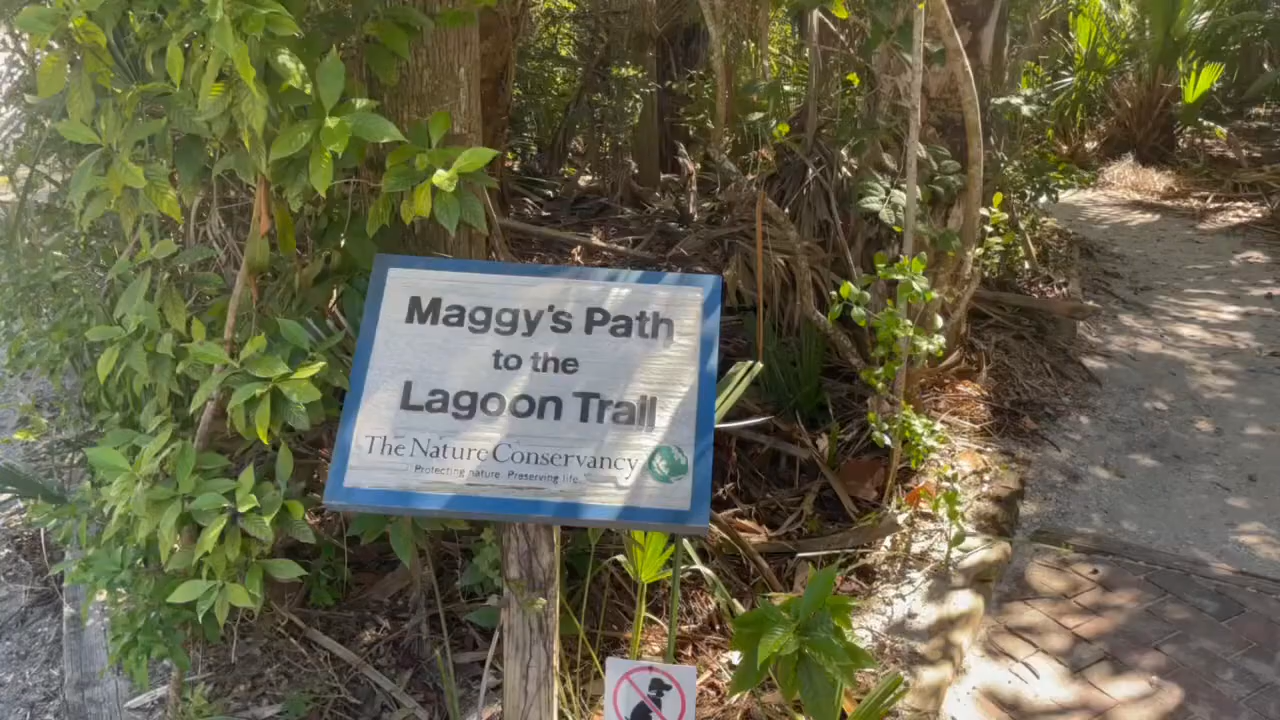 Maggy's Path
to the
Lagoon Trail
The Nature Conservancy
Protecting nature. Preserving life.